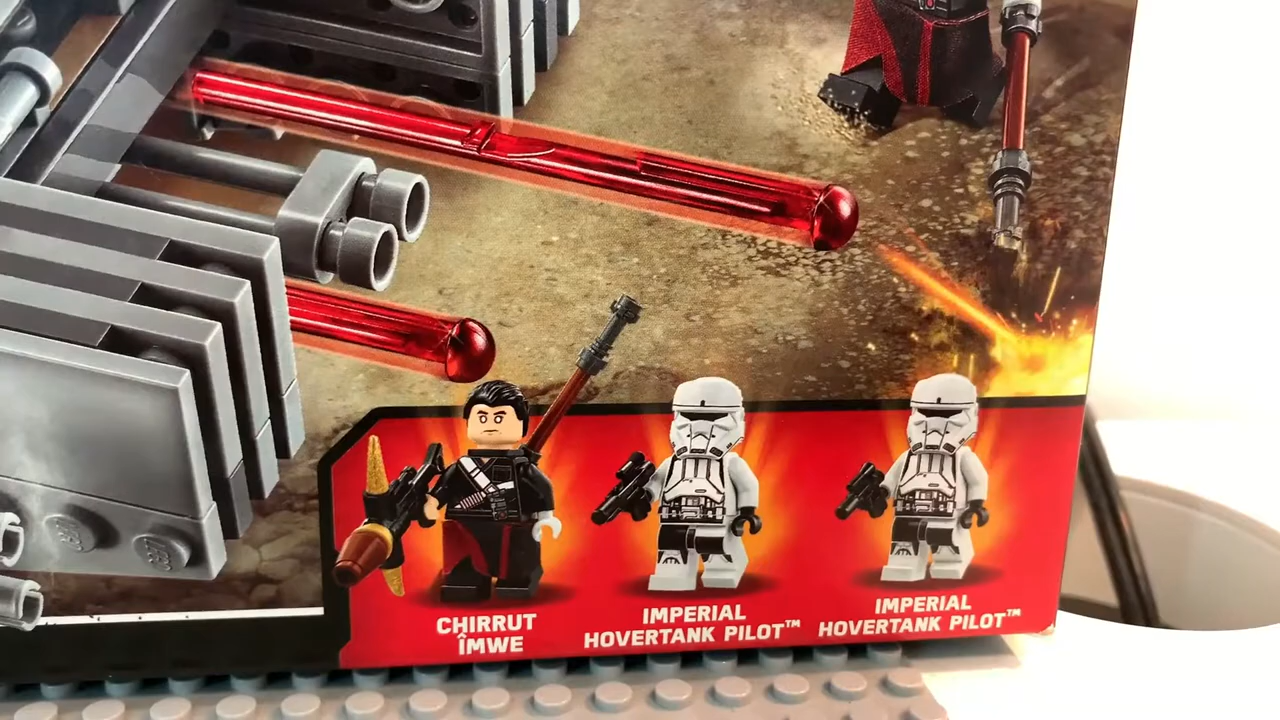 CHIRRUT
ÎMWE
IMPERIAL
HOVERTANK PILOT™
IMPERIAL
HOVERTANK PILOT™